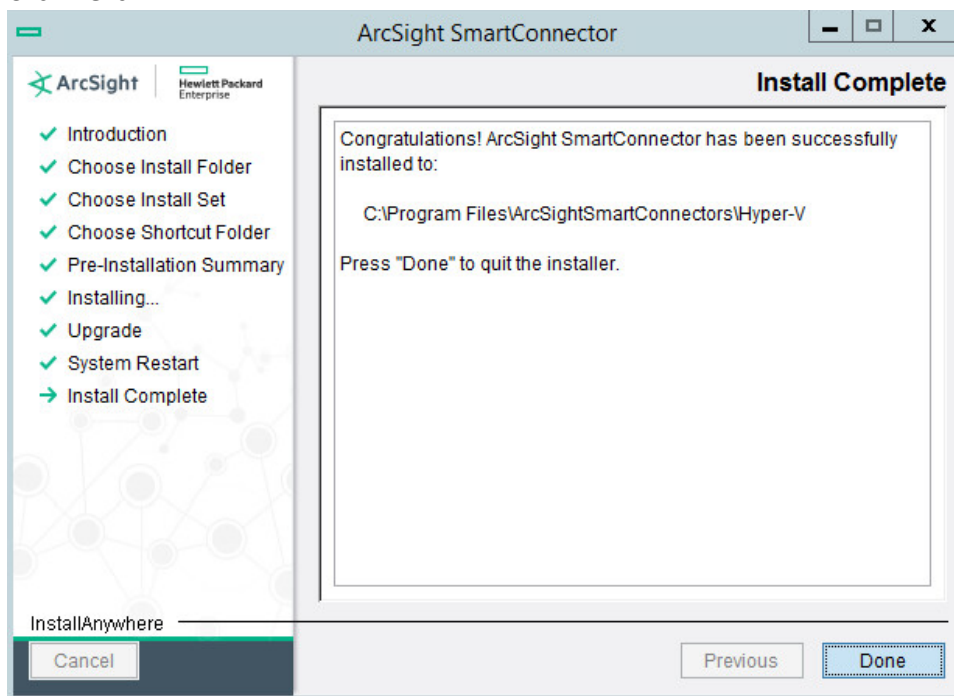 ArcSight SmartConnector
ArcSight
Hewlett Packard
Enterprise
Install Complete
Introduction
Choose Install Folder
Choose Install Set
Choose Shortcut Folder
Pre-Installation Summary
Installing...
Upgrade
System Restart
Install Complete
Congratulations! ArcSight SmartConnector has been successfully
installed to:
C:\Program Files\ArcSightSmartConnectors\Hyper-V
Press "Done" to quit the installer.
InstallAnywhere
Cancel
Previous
Done